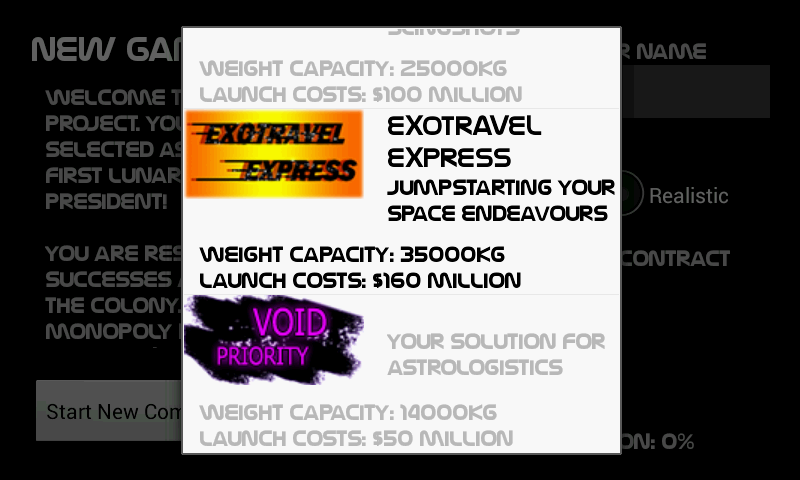 NEW GA
R NAME
WELCOME T
PROJECT. YOU
SELECTED AS
FIRST LUNAR
PRESIDENT!
YOU ARE RES
SUCCESSES A
THE COLONY.
MONOPOLY
Start New Com
SLINGSHOTS
WEIGHT CAPACITY: 25000KG
LAUNCH COSTS: $100 MILLION
EXOTRAVEL
EXPRESS
EXOTRAVEL
EXPRESS
JUMPSTARTING YOUR
SPACE ENDEAVOURS
WEIGHT CAPACITY: 35000KG
LAUNCH COSTS: $160 MILLION
VOID
PRIORITY
YOUR SOLUTION FOR
ASTROLOGISTICS
WEIGHT CAPACITY: 14000KG
LAUNCH COSTS: $50 MILLION
Realistic
CONTRACT
ON: 0%